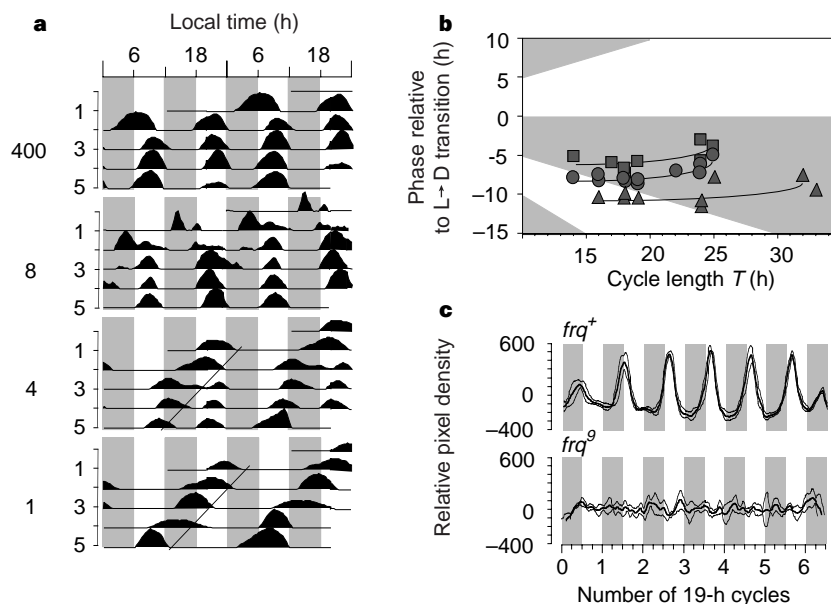 a
Local time (h)
6 18 6 18
400
1
3
5
8
1
3
5
4
1
3
5
1
1
3
5
b
Phase relative
to L→ D transition (h)
10
5
0
–5
–10
–15
15 20 25 30
Cycle length T (h)
c
Relative pixel density
frq+
600
0
–400
frq9
600
0
–400
0 1 2 3 4 5 6
Number of 19-h cycles